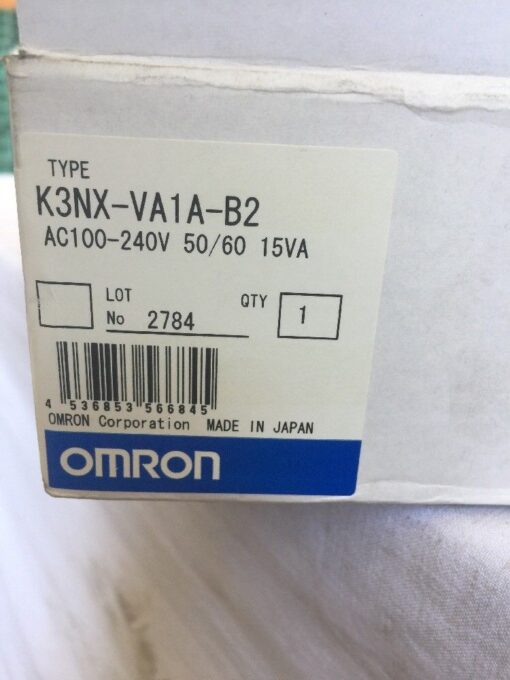 TYPE
K3NX-VA1A-B2
AC100-240V 50/60 15VA
LOT
No 2784
QTY 1
4 536853 566845
OMRON Corporation MADE IN JAPAN
OMRON